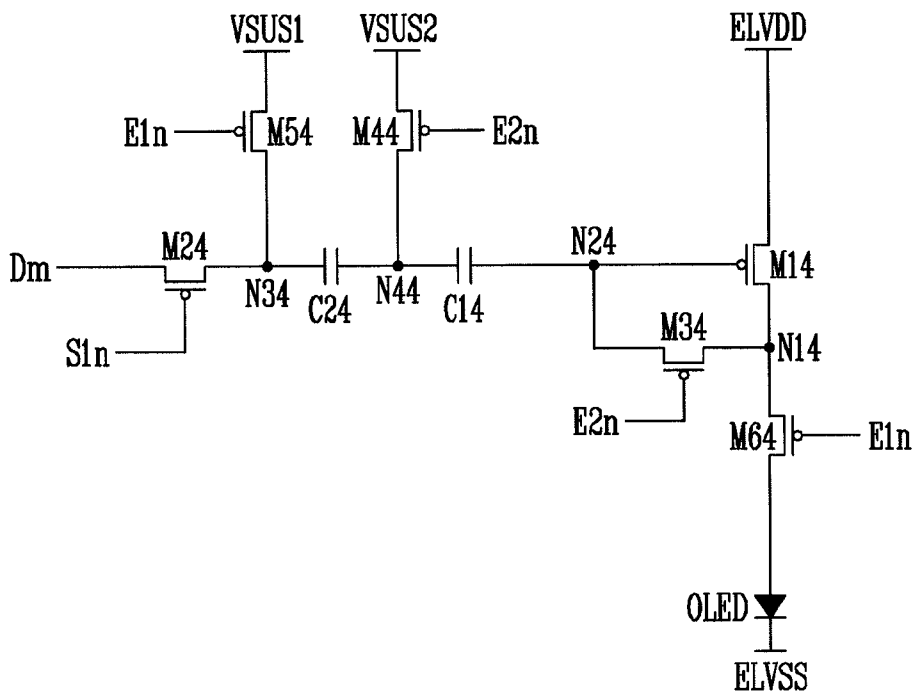 VSUS1 VSUS2 ELVDD
E1n M54 M44 E2n
M24 N24
Dm M14
N34 C24 N44 C14
M34
S1n N14
E2n M64 E1n
OLED
ELVSS